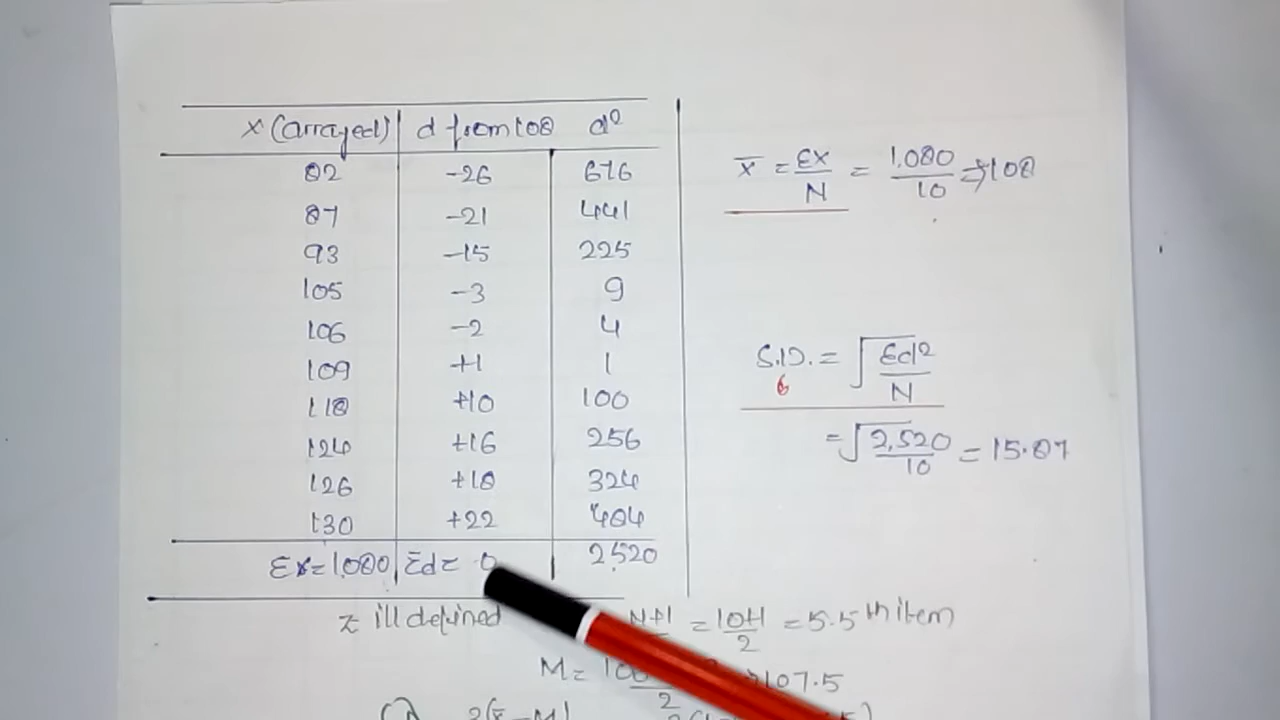 x (arrayed) d from 108 d²
82 -26 676
87 -21 441
93 -15 225
105 -3 9
106 -2 4
109 +1 1
118 +10 100
124 +16 256
126 +18 324
130 +22 484
Σx=1,080 Σd= 0 2,520
x̄ = Σx/N = 1,080/10 => 108
S.D. = √Σd²/N
σ
= √2,520/10 = 15.87
z ill defined
N+1 = 10+1/2 = 5.5th item
M= 107.5
2(x̄-M)